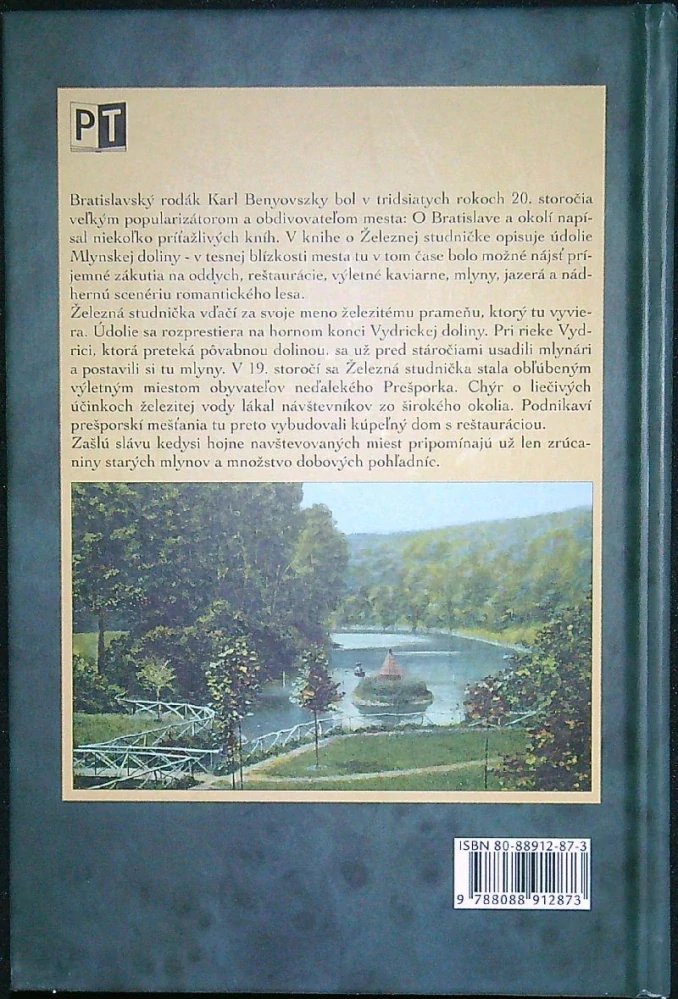 PT
Bratislavský rodák Karl Benyovszky bol v tridsiatych rokoch 20. storočia
veľkým popularizátorom a obdivovateľom mesta: O Bratislave a okolí napí-
sal niekoľko príťažlivých kníh. V knihe o Železnej studničke opisuje údolie
Mlynskej doliny - v tesnej blízkosti mesta tu v tom čase bolo možné nájsť prí-
jemné zákutia na oddych, reštaurácie, výletné kaviarne, mlyny, jazerá a nád-
hernú scenériu romantického lesa.
Železná studnička vďačí za svoje meno železitému prameňu, ktorý tu vyvie-
ra. Údolie sa rozprestiera na hornom konci Vydrickej doliny. Pri rieke Vyd-
rici, ktorá preteká pôvabnou dolinou, sa už pred stáročiami usadili mlynári
a postavili si tu mlyny. V 19. storočí sa Železná studnička stala obľúbeným
výletným miestom obyvateľov neďalekého Prešporka. Chýr o liečivých
účinkoch železitej vody lákal návštevníkov zo širokého okolia. Podnikaví
prešporskí mešťania tu preto vybudovali kúpeľný dom s reštauráciou.
Zašlú slávu kedysi hojne navštevovaných miest pripomínajú už len zrúca-
niny starých mlynov a množstvo dobových pohľadníc.
ISBN 80-88912-87-3
9 788088 912873